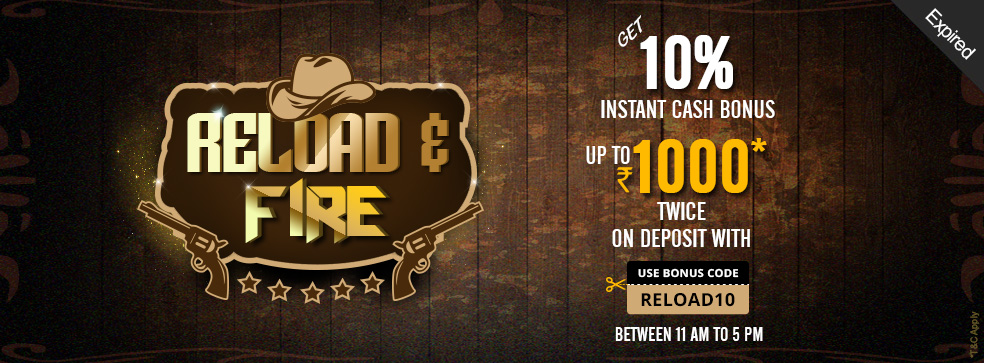 RELOAD &
FIRE
GET
10%
INSTANT CASH BONUS
UP TO
₹1000*
TWICE
ON DEPOSIT WITH
USE BONUS CODE
RELOAD10
BETWEEN 11 AM TO 5 PM
Expired
*T&C Apply